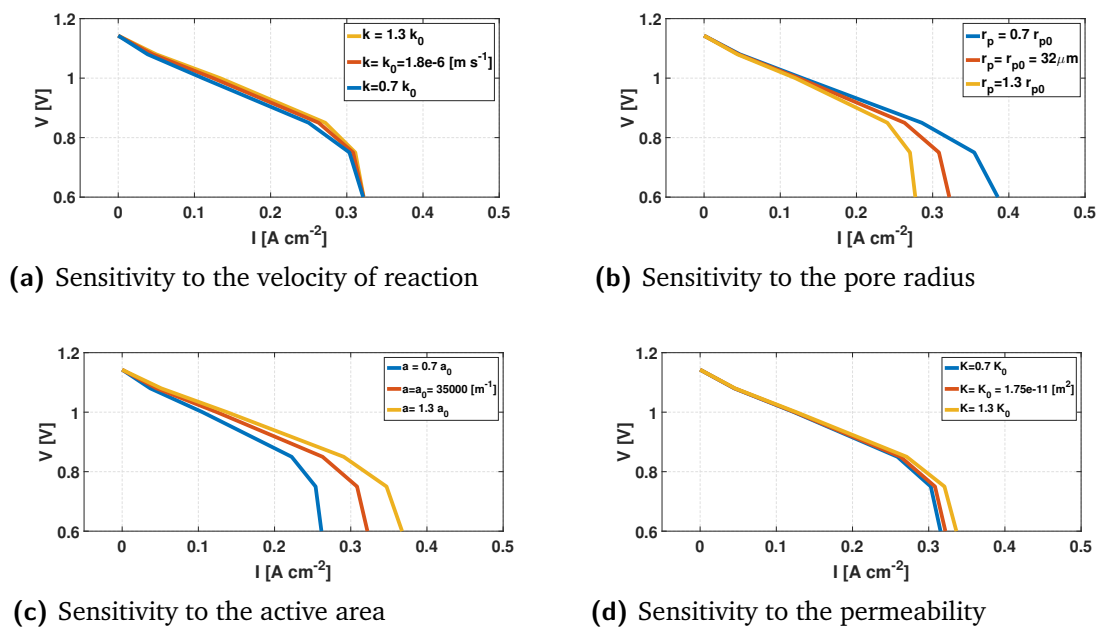 1.2
k = 1.3 k0
k= k0=1.8e-6 [m s-1]
k=0.7 k0
1
V [V]
0.8
0.6
0 0.1 0.2 0.3 0.4 0.5
I [A cm-2]
(a) Sensitivity to the velocity of reaction
1.2
rp = 0.7 rp0
rp= rp0 = 32μm
rp=1.3 rp0
1
V [V]
0.8
0.6
0 0.1 0.2 0.3 0.4 0.5
I [A cm-2]
(b) Sensitivity to the pore radius
1.2
a = 0.7 a0
a=a0= 35000 [m-1]
a= 1.3 a0
1
V [V]
0.8
0.6
0 0.1 0.2 0.3 0.4 0.5
I [A cm-2]
(c) Sensitivity to the active area
1.2
K=0.7 K0
K= K0 = 1.75e-11 [m2]
K= 1.3 K0
1
V [V]
0.8
0.6
0 0.1 0.2 0.3 0.4 0.5
I [A cm-2]
(d) Sensitivity to the permeability